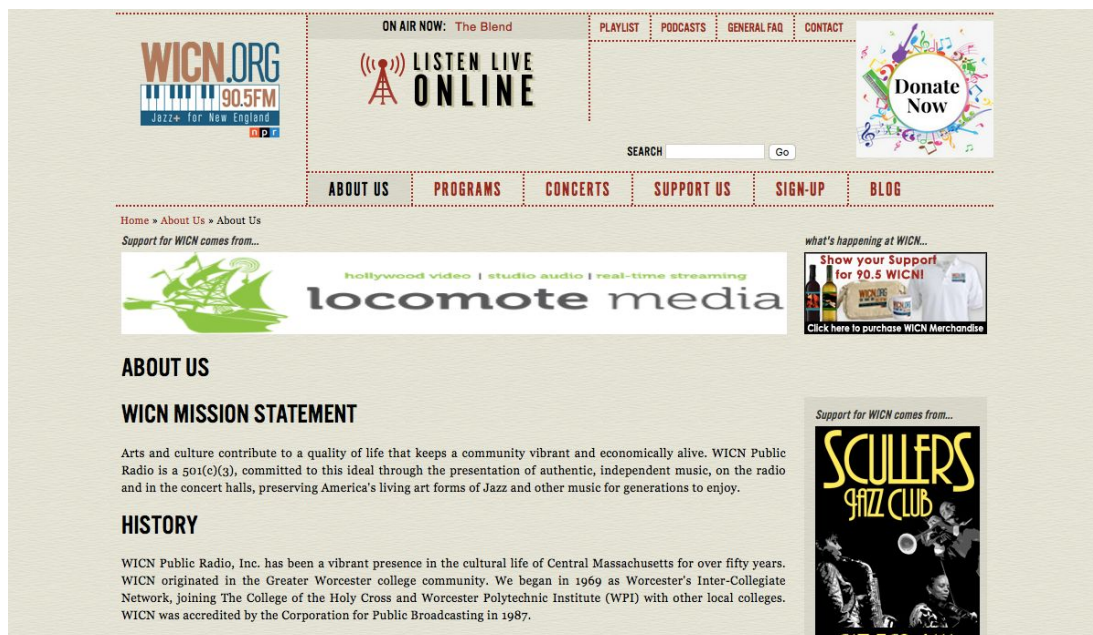 WICN.ORG
90.5FM
Jazz+ for New England
npr
ON AIR NOW: The Blend
LISTEN LIVE
ONLINE
PLAYLIST
PODCASTS
GENERAL FAQ
CONTACT
SEARCH
Go
Donate
Now
ABOUT US
PROGRAMS
CONCERTS
SUPPORT US
SIGN-UP
BLOG
Home » About Us » About Us
Support for WICN comes from...
hollywood video | studio audio | real-time streaming
locomote media
what's happening at WICN...
Show your Support
for 90.5 WICN!
WICN.ORG
Click here to purchase WICN Merchandise
ABOUT US
WICN MISSION STATEMENT
Arts and culture contribute to a quality of life that keeps a community vibrant and economically alive. WICN Public
Radio is a 501(c)(3), committed to this ideal through the presentation of authentic, independent music, on the radio
and in the concert halls, preserving America's living art forms of Jazz and other music for generations to enjoy.
HISTORY
WICN Public Radio, Inc. has been a vibrant presence in the cultural life of Central Massachusetts for over fifty years.
WICN originated in the Greater Worcester college community. We began in 1969 as Worcester's Inter-Collegiate
Network, joining The College of the Holy Cross and Worcester Polytechnic Institute (WPI) with other local colleges.
WICN was accredited by the Corporation for Public Broadcasting in 1987.
Support for WICN comes from...
SCULLERS
JAZZ CLUB